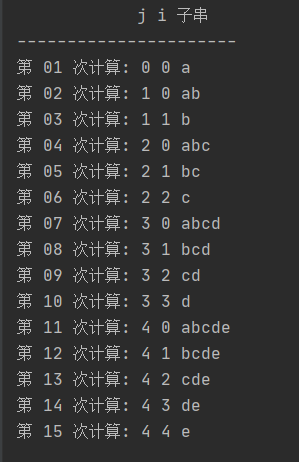 j i 子串
----------------------
第 01 次计算: 0 0 a
第 02 次计算: 1 0 ab
第 03 次计算: 1 1 b
第 04 次计算: 2 0 abc
第 05 次计算: 2 1 bc
第 06 次计算: 2 2 c
第 07 次计算: 3 0 abcd
第 08 次计算: 3 1 bcd
第 09 次计算: 3 2 cd
第 10 次计算: 3 3 d
第 11 次计算: 4 0 abcde
第 12 次计算: 4 1 bcde
第 13 次计算: 4 2 cde
第 14 次计算: 4 3 de
第 15 次计算: 4 4 e